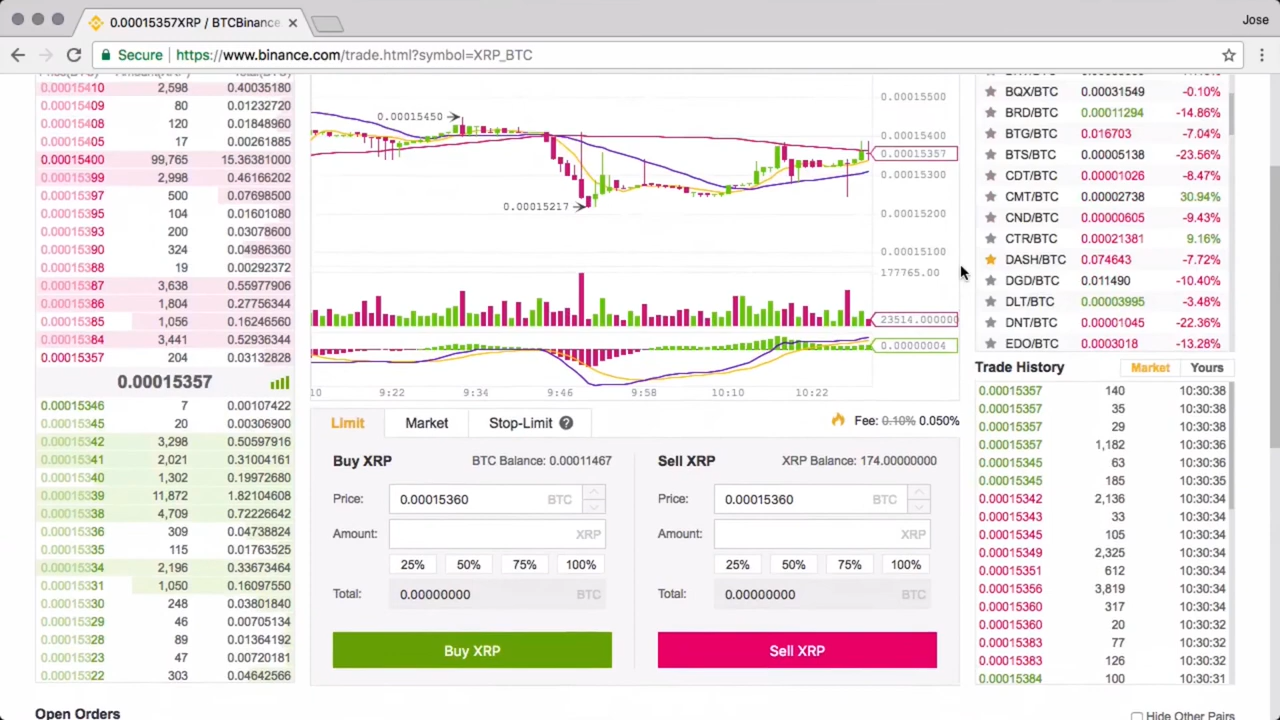 0.00015357XRP / BTCBinance
Jose
Secure https://www.binance.com/trade.html?symbol=XRP_BTC
0.00015410 2,598 0.40035180
0.00015409 80 0.01232720
0.00015408 120 0.01848960
0.00015405 17 0.00261885
0.00015400 99,765 15.36381000
0.00015399 2,998 0.46166202
0.00015397 500 0.07698500
0.00015395 104 0.01601080
0.00015393 200 0.03078600
0.00015390 324 0.04986360
0.00015388 19 0.00292372
0.00015387 3,638 0.55977906
0.00015386 1,804 0.27756344
0.00015385 1,056 0.16246560
0.00015384 3,441 0.52936344
0.00015357 204 0.03132828
0.00015357
0.00015346 7 0.00107422
0.00015345 20 0.00306900
0.00015342 3,298 0.50597916
0.00015341 2,021 0.31004161
0.00015340 1,302 0.19972680
0.00015339 11,872 1.82104608
0.00015338 4,709 0.72226642
0.00015336 309 0.04738824
0.00015335 115 0.01763525
0.00015334 2,196 0.33673464
0.00015331 1,050 0.16097550
0.00015330 248 0.03801840
0.00015329 46 0.00705134
0.00015328 89 0.01364192
0.00015323 47 0.00720181
0.00015322 303 0.04642566
Open Orders
0.00015450
0.00015217
0.00015500
0.00015400
0.00015357
0.00015300
0.00015200
0.00015100
177765.00
23514.000000
0.00000004
10 9:22 9:34 9:46 9:58 10:10 10:22
Limit Market Stop-Limit ?
Fee: 0.10% 0.050%
Buy XRP BTC Balance: 0.00011467
Price: 0.00015360 BTC
Amount: XRP
25% 50% 75% 100%
Total: 0.00000000 BTC
Buy XRP
Sell XRP XRP Balance: 174.00000000
Price: 0.00015360 BTC
Amount: XRP
25% 50% 75% 100%
Total: 0.00000000 BTC
Sell XRP
BQX/BTC 0.00031549 -0.10%
BRD/BTC 0.00011294 -14.86%
BTG/BTC 0.016703 -7.04%
BTS/BTC 0.00005138 -23.56%
CDT/BTC 0.00001026 -8.47%
CMT/BTC 0.00002738 30.94%
CND/BTC 0.00000605 -9.43%
CTR/BTC 0.00021381 9.16%
DASH/BTC 0.074643 -7.72%
DGD/BTC 0.011490 -10.40%
DLT/BTC 0.00003995 -3.48%
DNT/BTC 0.00001045 -22.36%
EDO/BTC 0.0003018 -13.28%
Trade History Market Yours
0.00015357 140 10:30:38
0.00015357 35 10:30:38
0.00015357 29 10:30:38
0.00015357 1,182 10:30:36
0.00015345 63 10:30:36
0.00015345 185 10:30:35
0.00015342 2,136 10:30:34
0.00015343 33 10:30:34
0.00015345 105 10:30:34
0.00015349 2,325 10:30:34
0.00015351 612 10:30:34
0.00015356 3,819 10:30:34
0.00015360 317 10:30:34
0.00015360 20 10:30:32
0.00015383 77 10:30:32
0.00015383 126 10:30:32
0.00015384 100 10:30:31
Hide Other Pairs